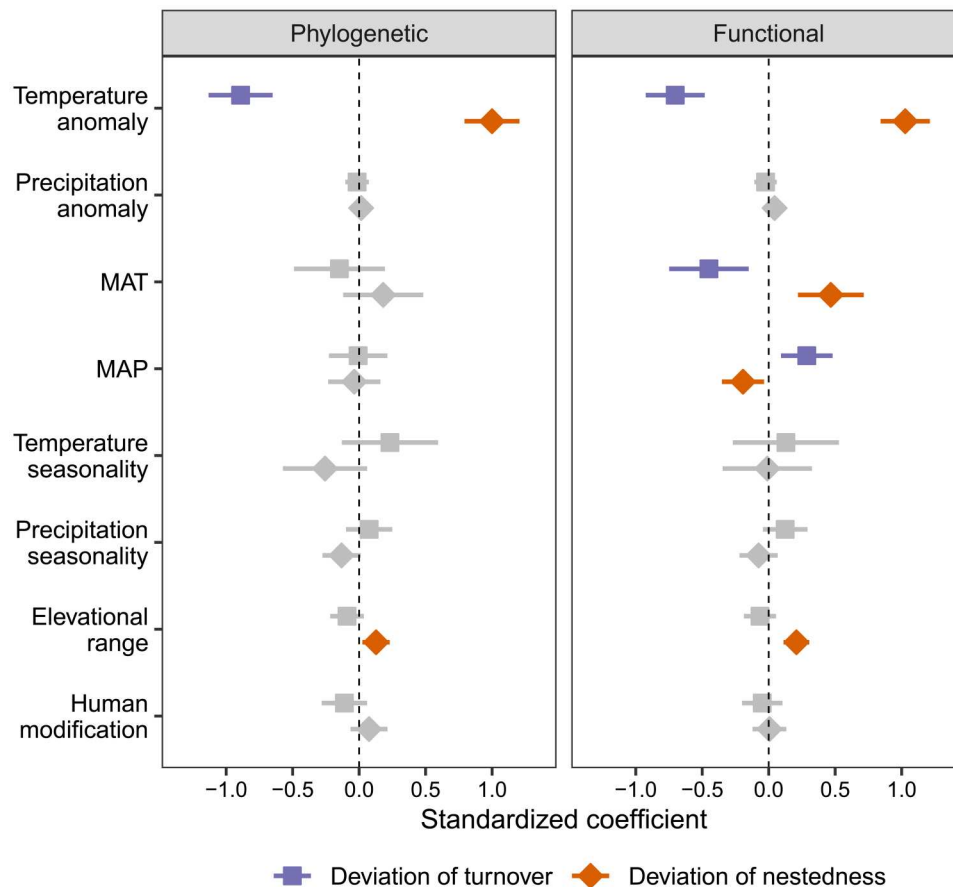 Phylogenetic
Functional
Temperature
anomaly
Precipitation
anomaly
MAT
MAP
Temperature
seasonality
Precipitation
seasonality
Elevational
range
Human
modification
−1.0 −0.5 0.0 0.5 1.0
−1.0 −0.5 0.0 0.5 1.0
Standardized coefficient
Deviation of turnover
Deviation of nestedness